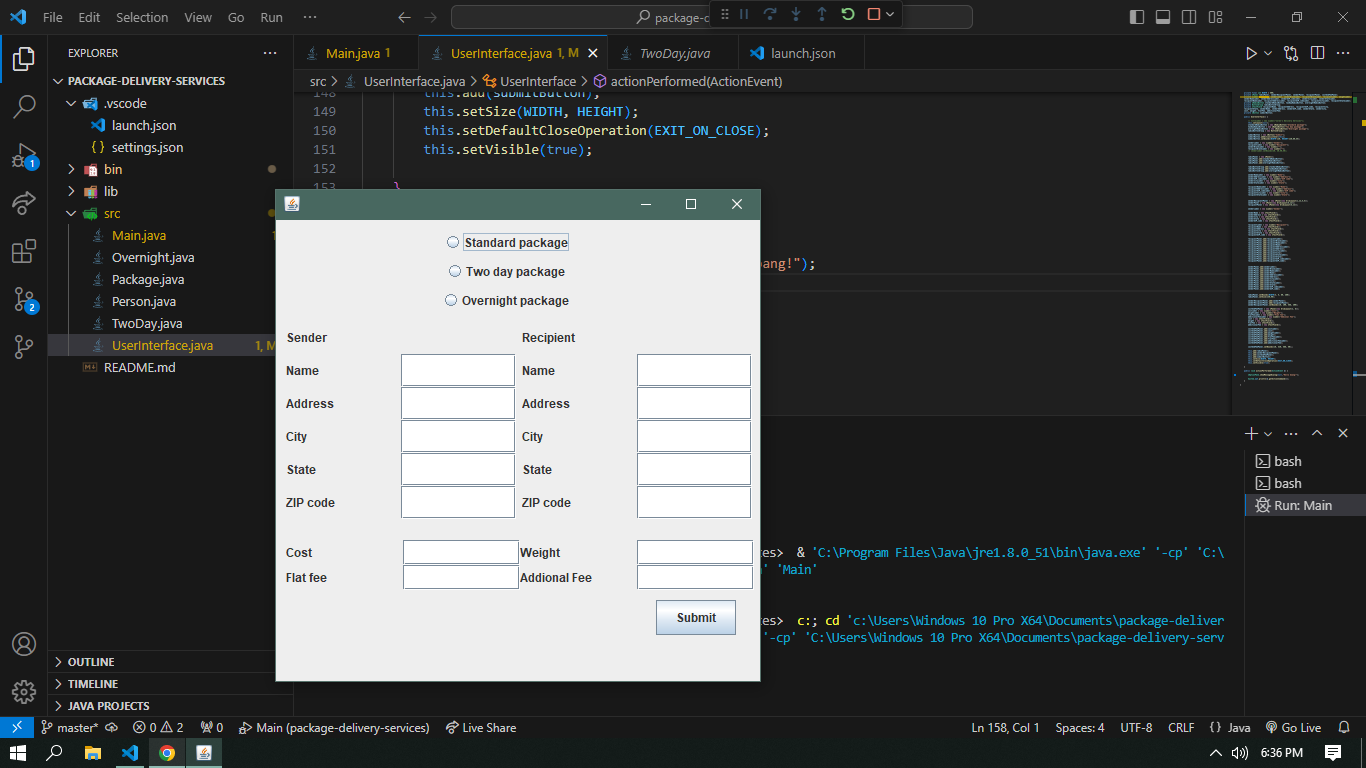 File Edit Selection View Go Run ··· package-d
EXPLORER ···
Main.java 1 UserInterface.java 1, M TwoDay.java launch.json
PACKAGE-DELIVERY-SERVICES
src > UserInterface.java > UserInterface > actionPerformed(ActionEvent)
.vscode
launch.json
settings.json
bin
lib
src
Main.java 1
Overnight.java
Package.java
Person.java
TwoDay.java
UserInterface.java 1, M
README.md
148 this.add(submitButton);
149 this.setSize(WIDTH, HEIGHT);
150 this.setDefaultCloseOperation(EXIT_ON_CLOSE);
151 this.setVisible(true);
152
153 }
bang!");
Standard package
Two day package
Overnight package
Sender Recipient
Name Name
Address Address
City City
State State
ZIP code ZIP code
Cost Weight
Flat fee Addional Fee
Submit
bash
bash
Run: Main
es> & 'C:\Program Files\Java\jre1.8.0_51\bin\java.exe' '-cp' 'C:\
' 'Main'
es> c:; cd 'c:\Users\Windows 10 Pro X64\Documents\package-deliver
'-cp' 'C:\Users\Windows 10 Pro X64\Documents\package-delivery-serv
1
2
OUTLINE
TIMELINE
JAVA PROJECTS
master* 0 2 0 Main (package-delivery-services) Live Share Ln 158, Col 1 Spaces: 4 UTF-8 CRLF {} Java Go Live
6:36 PM